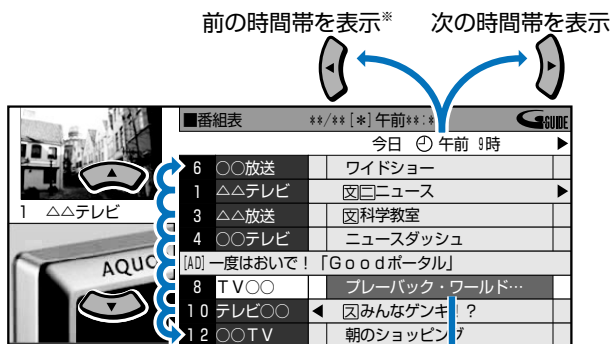 前の時間帯を表示※ 次の時間帯を表示
■番組表 **/**[*]午前**:* G-GUIDE
今日 午前 9時 ▶
6 ○○放送 ワイドショー
1 △△テレビ 文二ニュース ▶
3 △△放送 文科学教室
4 ○○テレビ ニュースダッシュ
[AD]一度はおいで!「Goodポータル」
8 TV○○ プレーバック・ワールド…
10 テレビ○○ ◀ スみんなゲンキ!?
12 ○○TV 朝のショッピング
1 △△テレビ
AQUO